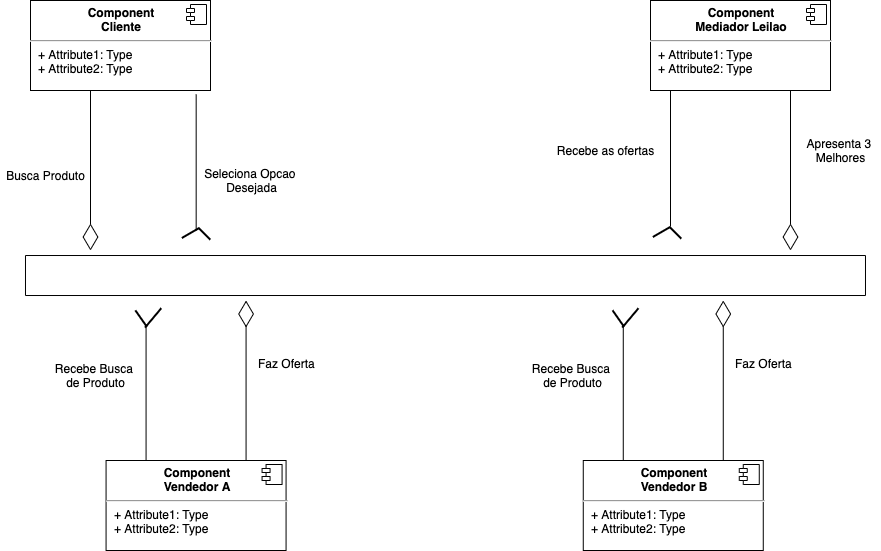 Component
Cliente
+ Attribute1: Type
+ Attribute2: Type
Component
Mediador Leilao
+ Attribute1: Type
+ Attribute2: Type
Busca Produto
Seleciona Opcao
Desejada
Recebe as ofertas
Apresenta 3
Melhores
Recebe Busca
de Produto
Faz Oferta
Recebe Busca
de Produto
Faz Oferta
Component
Vendedor A
+ Attribute1: Type
+ Attribute2: Type
Component
Vendedor B
+ Attribute1: Type
+ Attribute2: Type